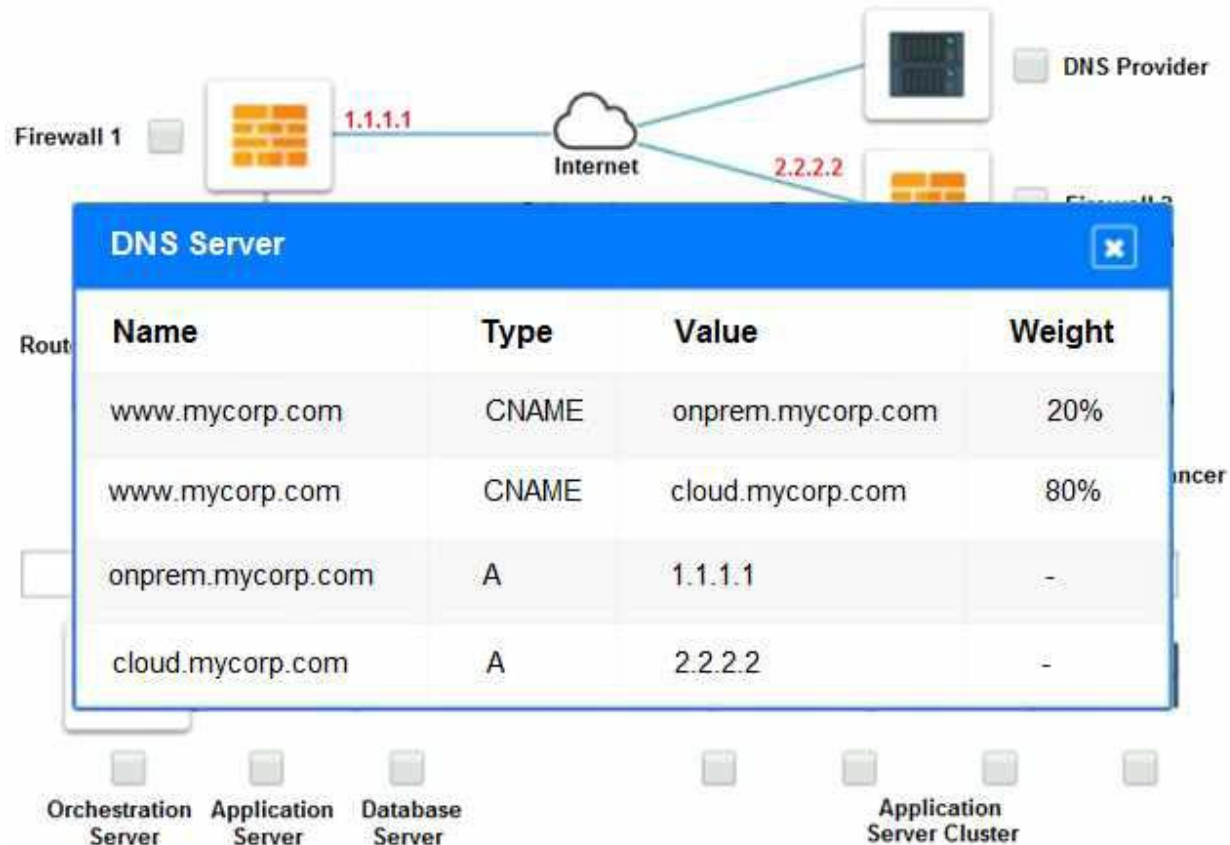 DNS Provider
1.1.1.1
Firewall 1
Internet
2.2.2.2
DNS Server
Name Type Value Weight
www.mycorp.com CNAME onprem.mycorp.com 20%
www.mycorp.com CNAME cloud.mycorp.com 80%
onprem.mycorp.com A 1.1.1.1 -
cloud.mycorp.com A 2.2.2.2 -
Orchestration Server
Application Server
Database Server
Application
Server Cluster